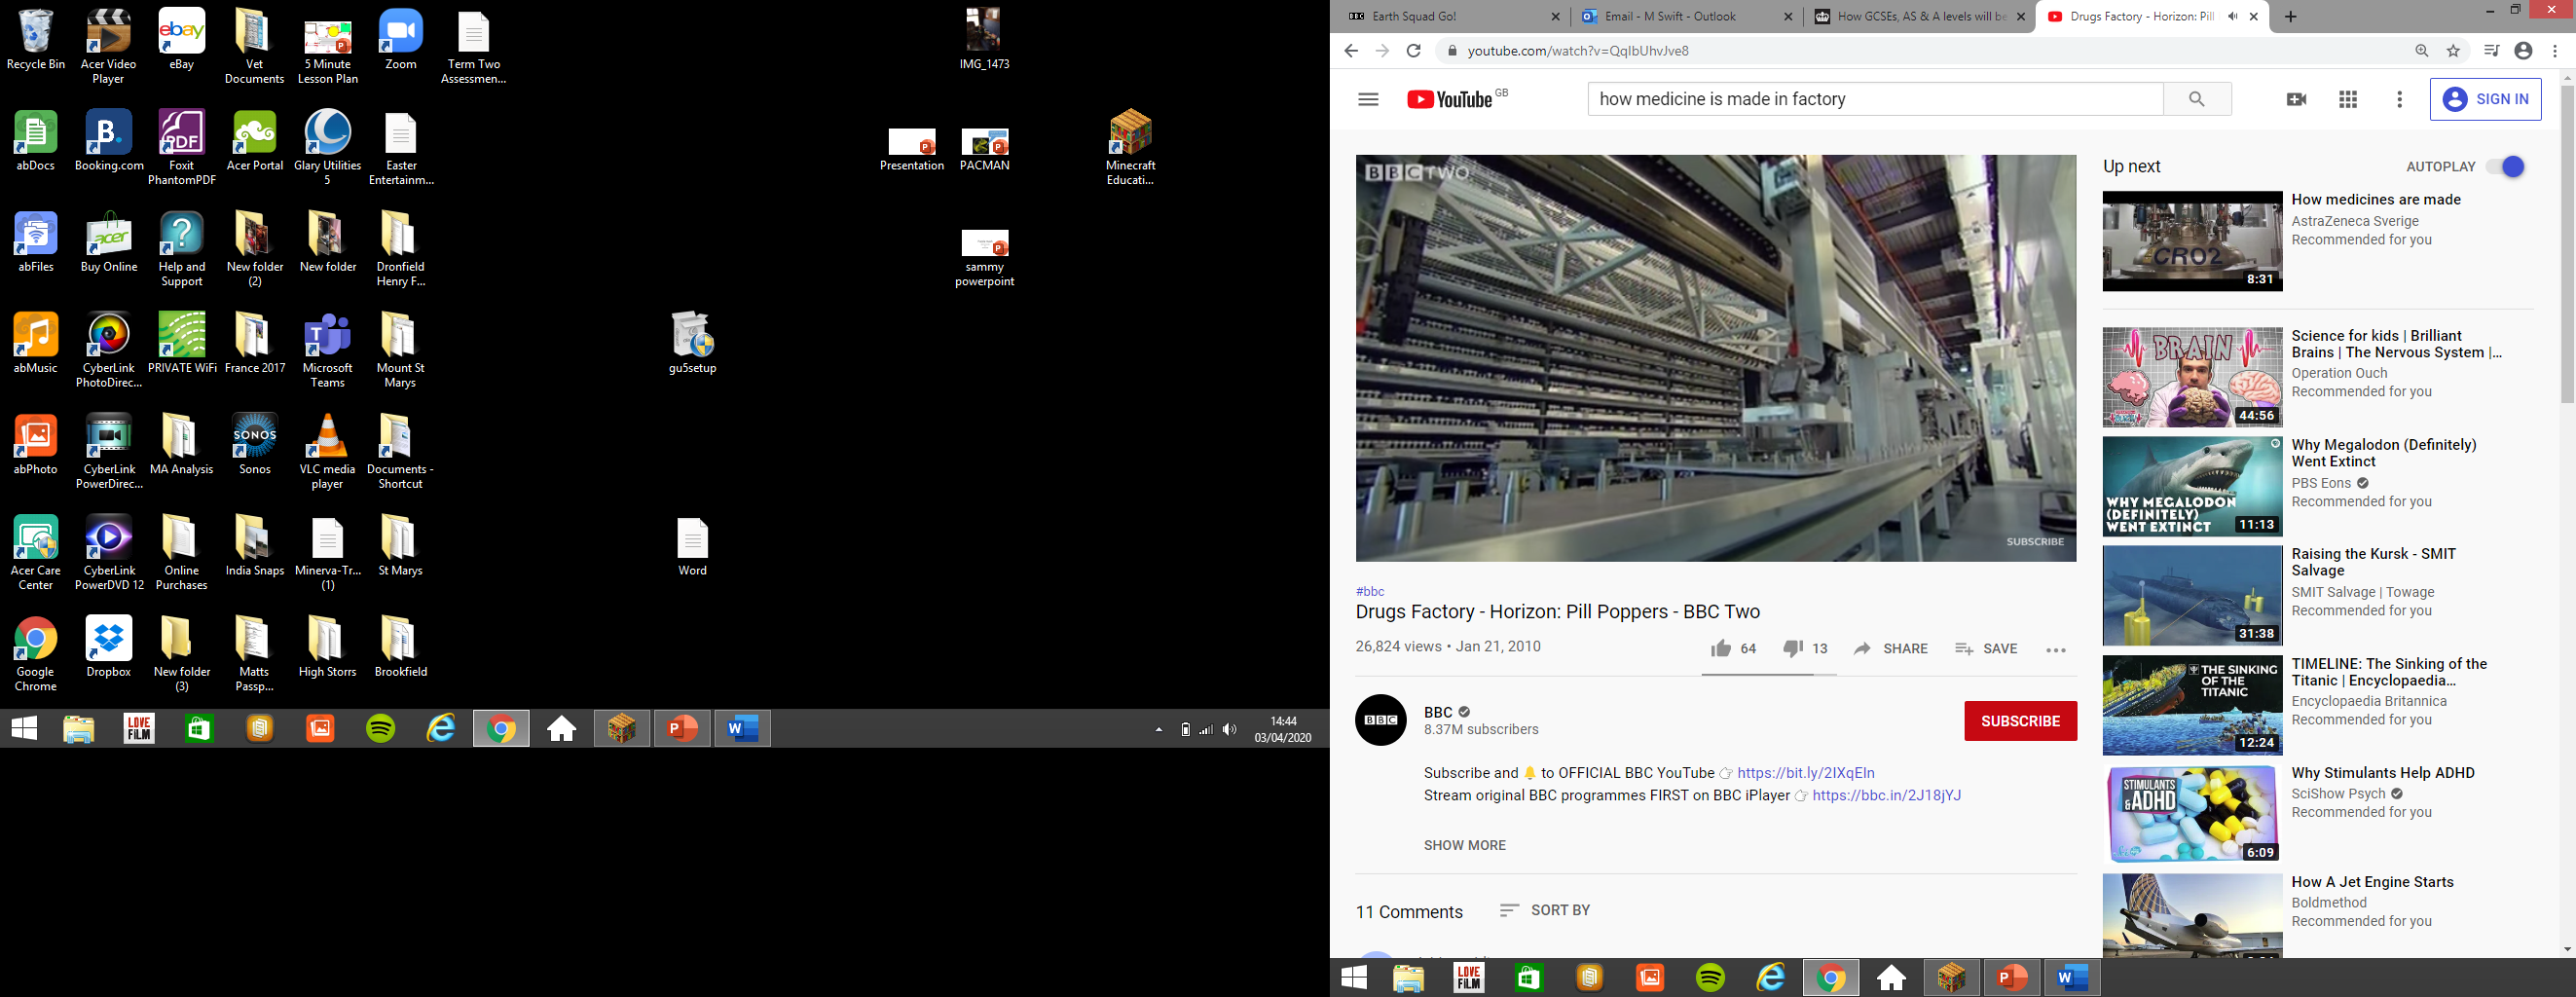 Recycle Bin
Acer Video
Player
eBay
Vet
Documents
5 Minute
Lesson Plan
Zoom
Term Two
Assessmen...
IMG_1473
abDocs
Booking.com
Foxit
PhantomPDF
Acer Portal
Glary Utilities
5
Easter
Entertainm...
Presentation
PACMAN
Minecraft
Educati...
abFiles
Buy Online
Help and
Support
New folder
(2)
New folder
Dronfield
Henry F...
sammy
powerpoint
abMusic
CyberLink
PhotoDirec...
PRIVATE WiFi
France 2017
Microsoft
Teams
Mount St
Marys
gu5setup
abPhoto
CyberLink
PowerDirec...
MA Analysis
Sonos
VLC media
player
Documents -
Shortcut
Acer Care
Center
CyberLink
PowerDVD 12
Online
Purchases
India Snaps
Minerva-Tr...
(1)
St Marys
Word
Google
Chrome
Dropbox
New folder
(3)
Matts
Passp...
High Storrs
Brookfield
LOVE
FiLM
14:44
03/04/2020
Earth Squad Go!
Email - M Swift - Outlook
How GCSEs, AS & A levels will be
Drugs Factory - Horizon: Pill
youtube.com/watch?v=QqIbUhvJve8
YouTube GB
how medicine is made in factory
SIGN IN
BBC TWO
SUBSCRIBE
#bbc
Drugs Factory - Horizon: Pill Poppers - BBC Two
26,824 views • Jan 21, 2010
64
13
SHARE
SAVE
BBC
BBC
8.37M subscribers
SUBSCRIBE
Subscribe and 🔔 to OFFICIAL BBC YouTube 👉 https://bit.ly/2IXqEIn
Stream original BBC programmes FIRST on BBC iPlayer 👉 https://bbc.in/2J18jYJ
SHOW MORE
11 Comments
SORT BY
Up next
AUTOPLAY
CRO2
8:31
How medicines are made
AstraZeneca Sverige
Recommended for you
BRAIN
44:56
Science for kids | Brilliant
Brains | The Nervous System |...
Operation Ouch
Recommended for you
WHY MEGALODON
(DEFINITELY)
WENT EXTINCT
11:13
Why Megalodon (Definitely)
Went Extinct
PBS Eons
Recommended for you
31:38
Raising the Kursk - SMIT
Salvage
SMIT Salvage | Towage
Recommended for you
THE SINKING
OF THE
TITANIC
12:24
TIMELINE: The Sinking of the
Titanic | Encyclopaedia...
Encyclopaedia Britannica
Recommended for you
STIMULANTS
& ADHD
6:09
Why Stimulants Help ADHD
SciShow Psych
Recommended for you
How A Jet Engine Starts
Boldmethod
Recommended for you
LOVE
FiLM